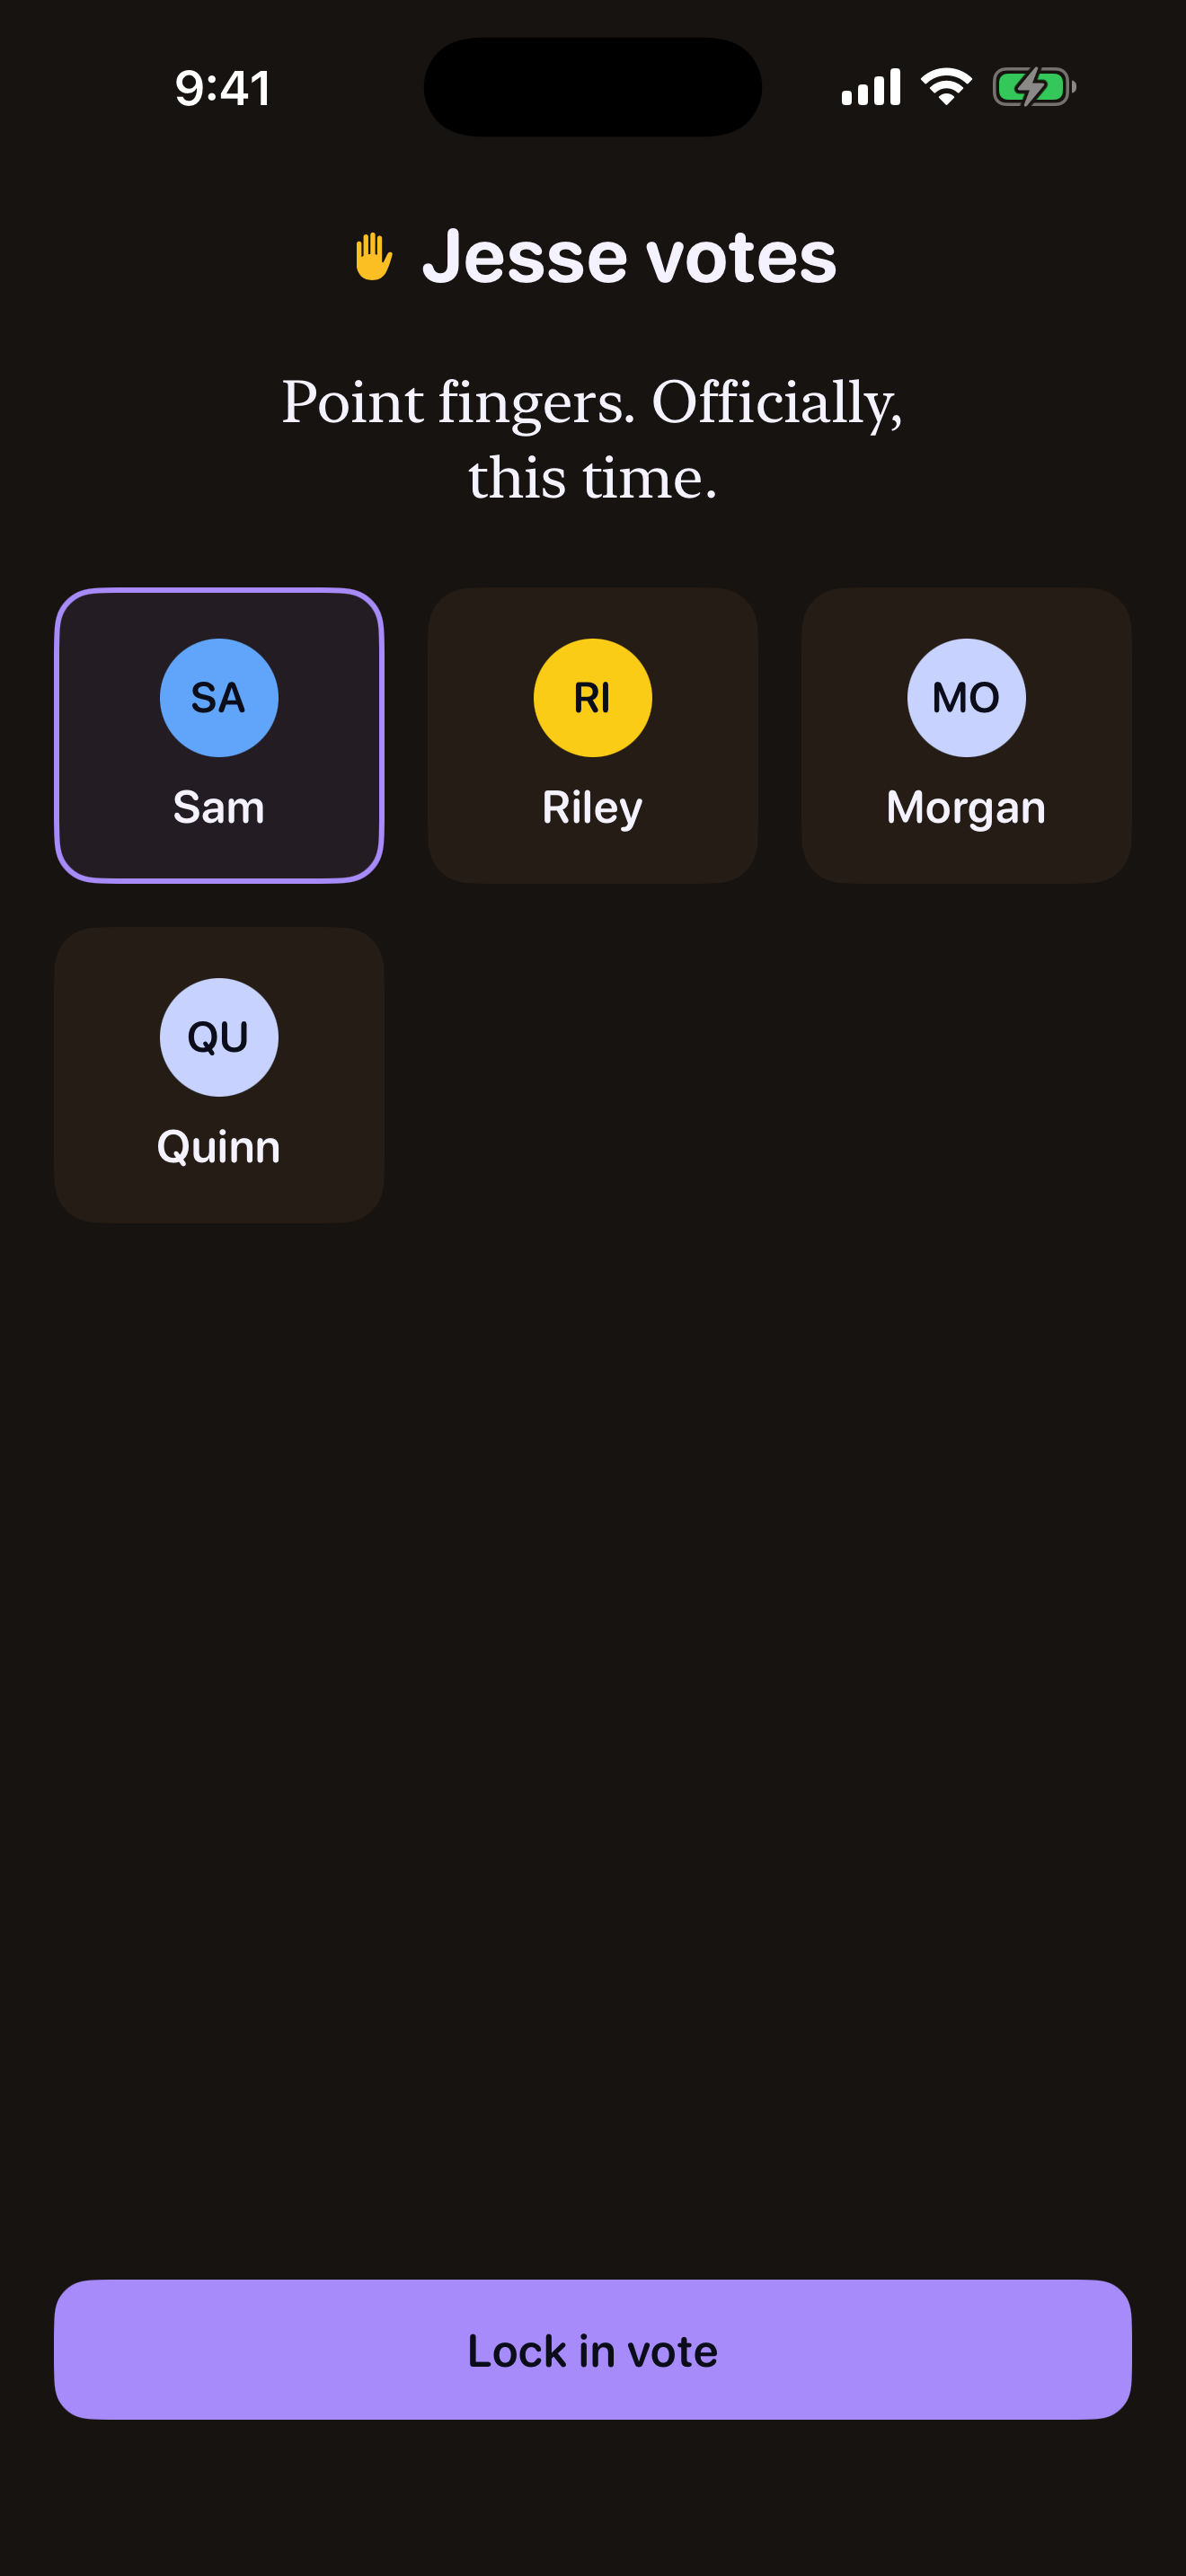 9:41
Jesse votes
Point fingers. Officially,
this time.
SA
Sam
RI
Riley
MO
Morgan
QU
Quinn
Lock in vote